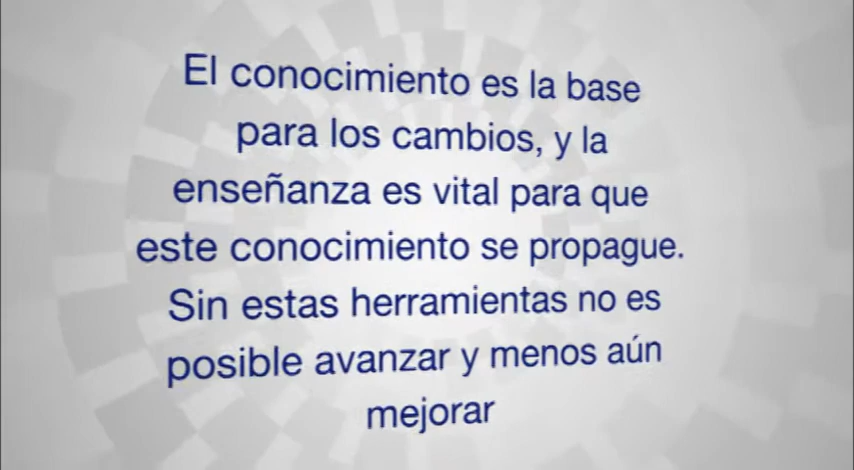 El conocimiento es la base
para los cambios, y la
enseñanza es vital para que
este conocimiento se propague.
Sin estas herramientas no es
posible avanzar y menos aún
mejorar